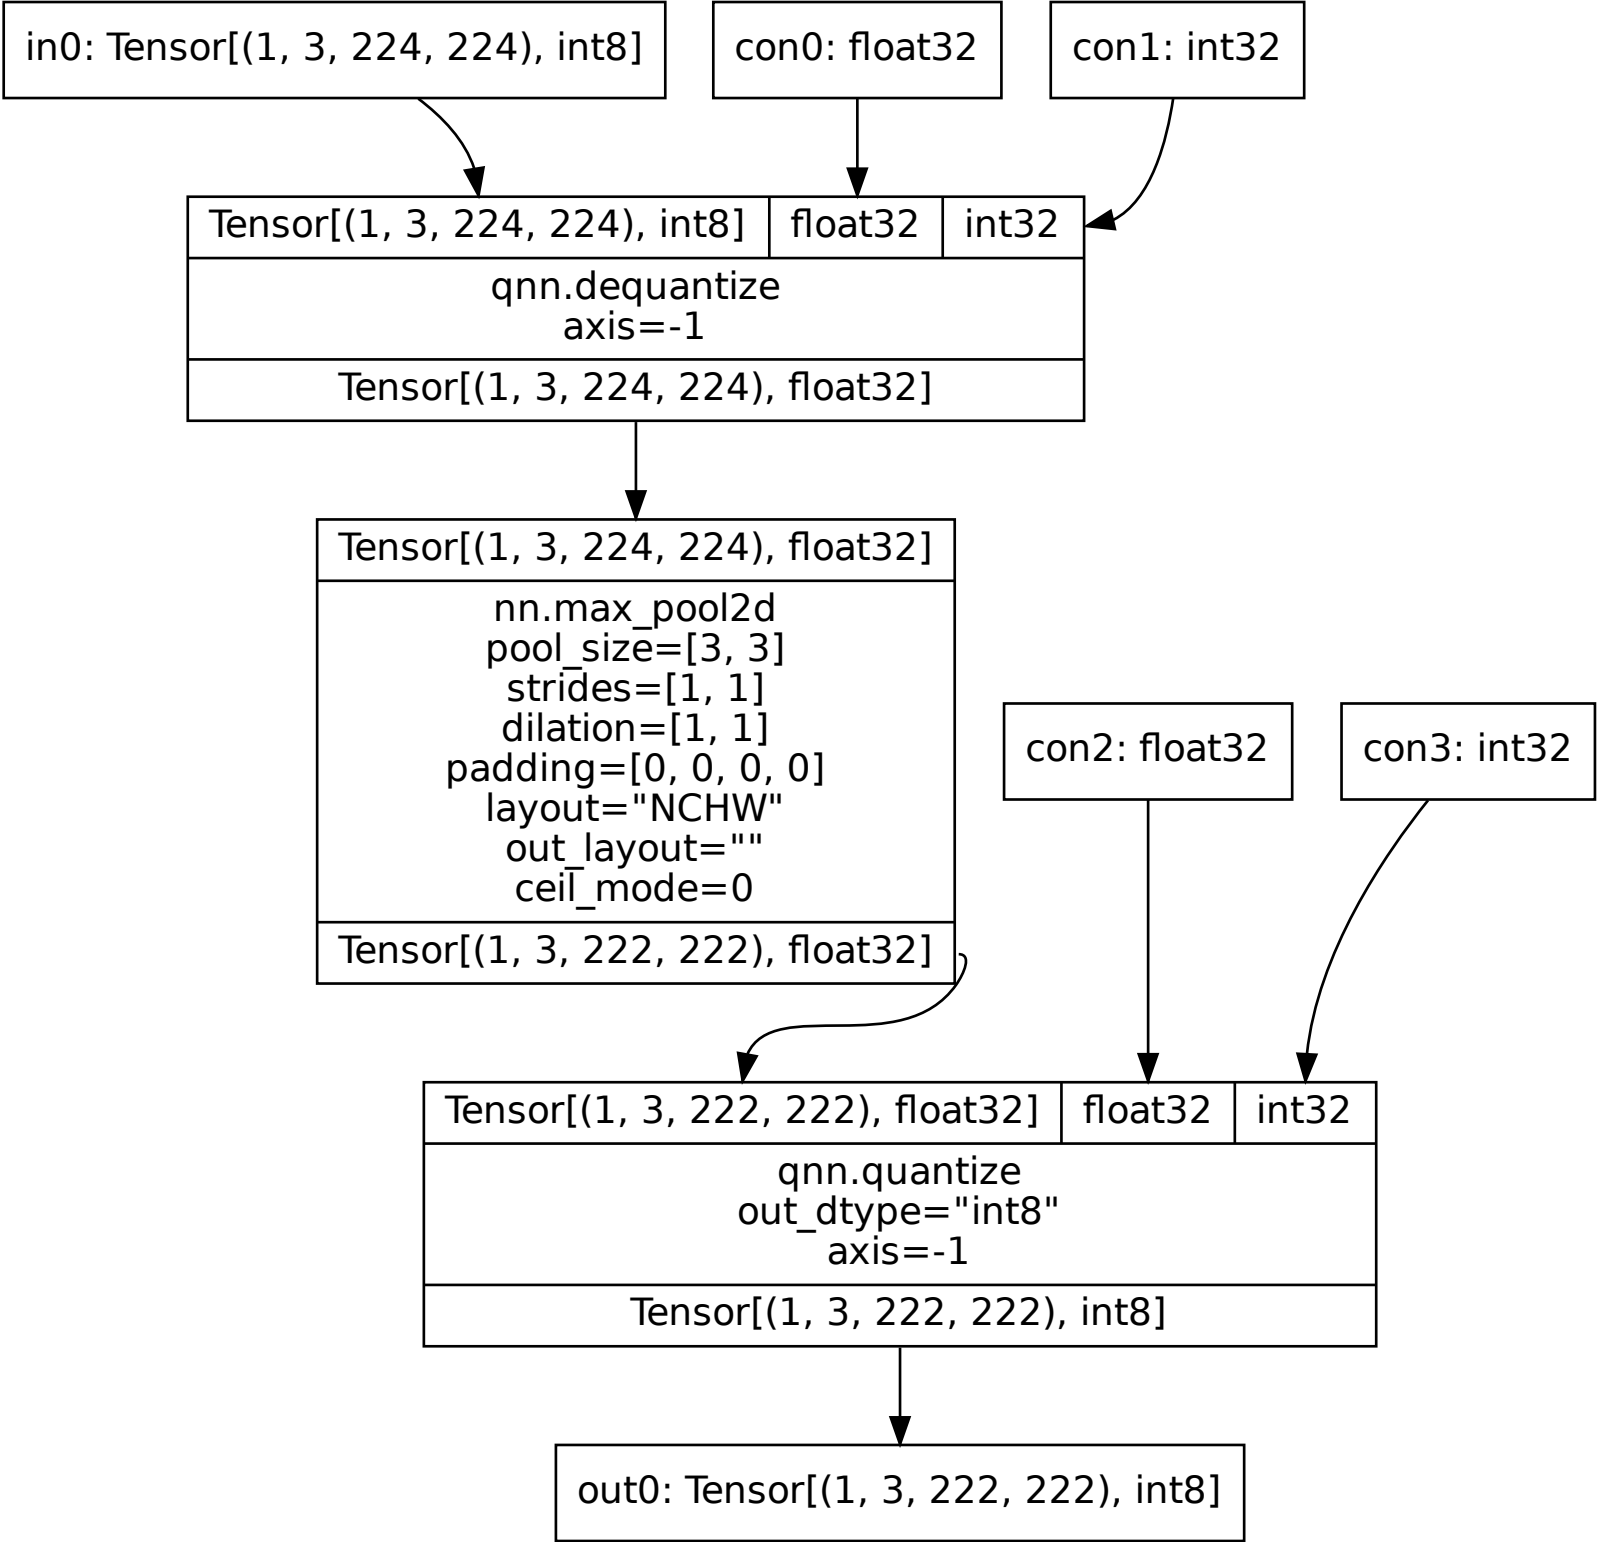 in0: Tensor[(1, 3, 224, 224), int8]
con0: float32
con1: int32
Tensor[(1, 3, 224, 224), int8]
float32
int32
qnn.dequantize
axis=-1
Tensor[(1, 3, 224, 224), float32]
Tensor[(1, 3, 224, 224), float32]
nn.max_pool2d
pool_size=[3, 3]
strides=[1, 1]
dilation=[1, 1]
padding=[0, 0, 0, 0]
layout="NCHW"
out_layout=""
ceil_mode=0
Tensor[(1, 3, 222, 222), float32]
con2: float32
con3: int32
Tensor[(1, 3, 222, 222), float32]
float32
int32
qnn.quantize
out_dtype="int8"
axis=-1
Tensor[(1, 3, 222, 222), int8]
out0: Tensor[(1, 3, 222, 222), int8]